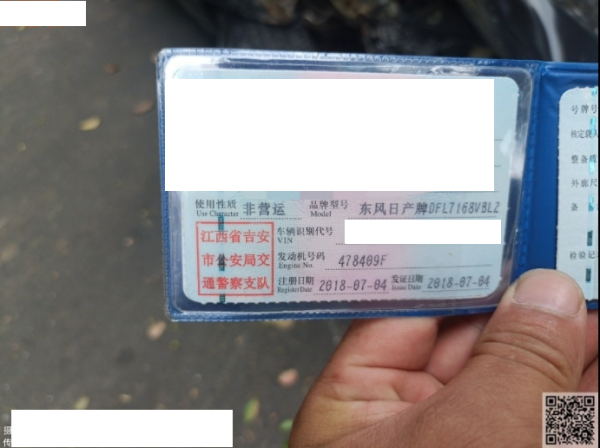 使用性质 非营运 品牌型号 东风日产牌DFL7168VBL2
Use Character Model
江西省吉安 车辆识别代号
VIN
市公安局交 发动机号码 478409F
Engine No.
通警察支队 注册日期 2018-07-04 发证日期 2018-07-04
Register Date Issue Date
号牌号
核定载人
整备质
外廓尺
备
检验记